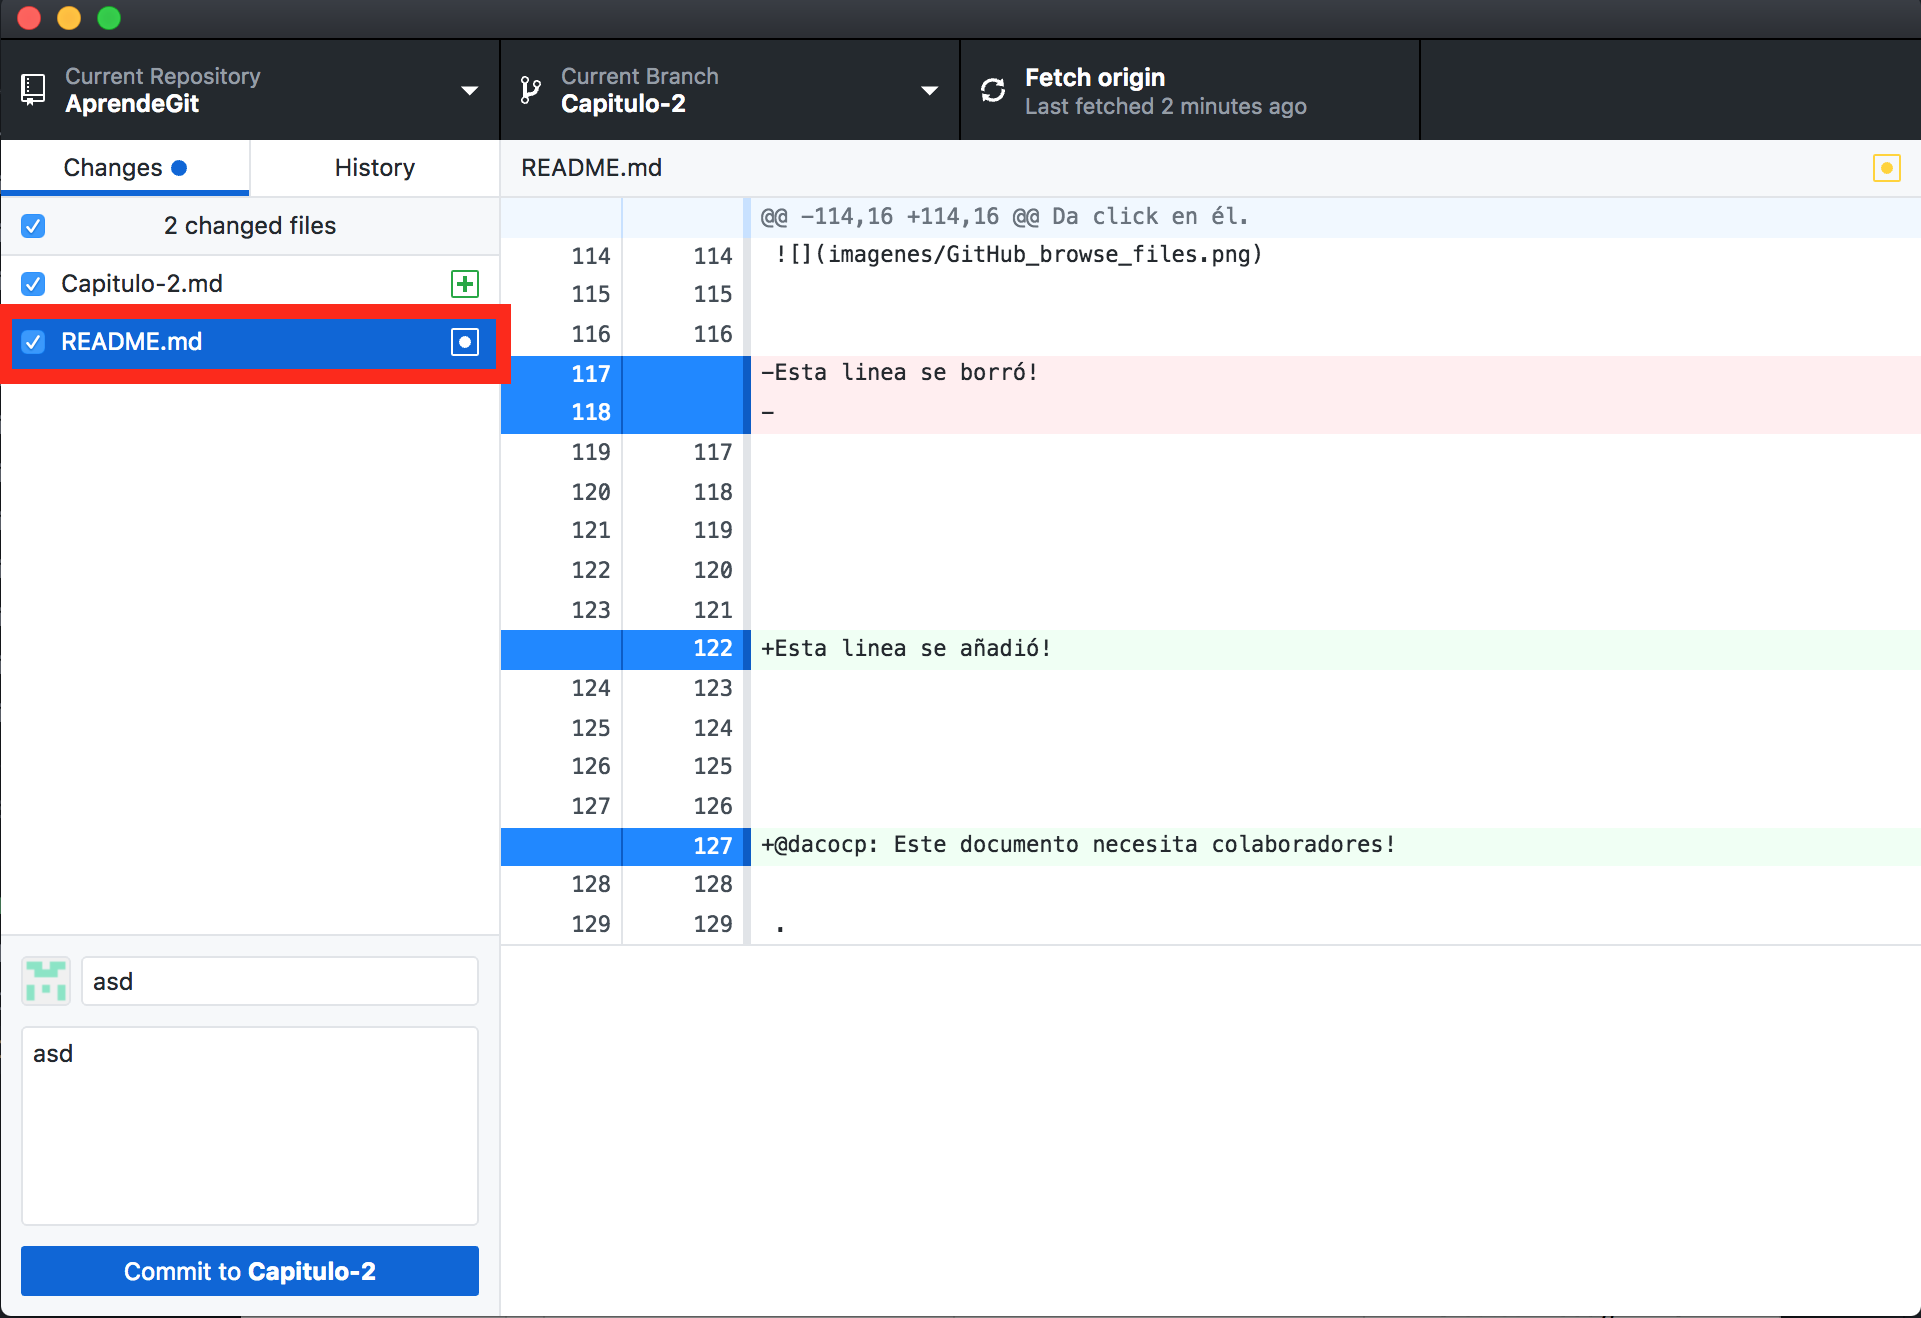 Current Repository
AprendeGit
Current Branch
Capitulo-2
Fetch origin
Last fetched 2 minutes ago
Changes
History
README.md
2 changed files
Capitulo-2.md
README.md
@@ -114,16 +114,16 @@ Da click en él.
114 114 ![](imagenes/GitHub_browse_files.png)
115 115
116 116
117 -Esta linea se borró!
118 -
119 117
120 118
121 119
122 120
123 121
122 +Esta linea se añadió!
124 123
125 124
126 125
127 126
127 +@dacocp: Este documento necesita colaboradores!
128 128
129 129 .
asd
asd
Commit to Capitulo-2